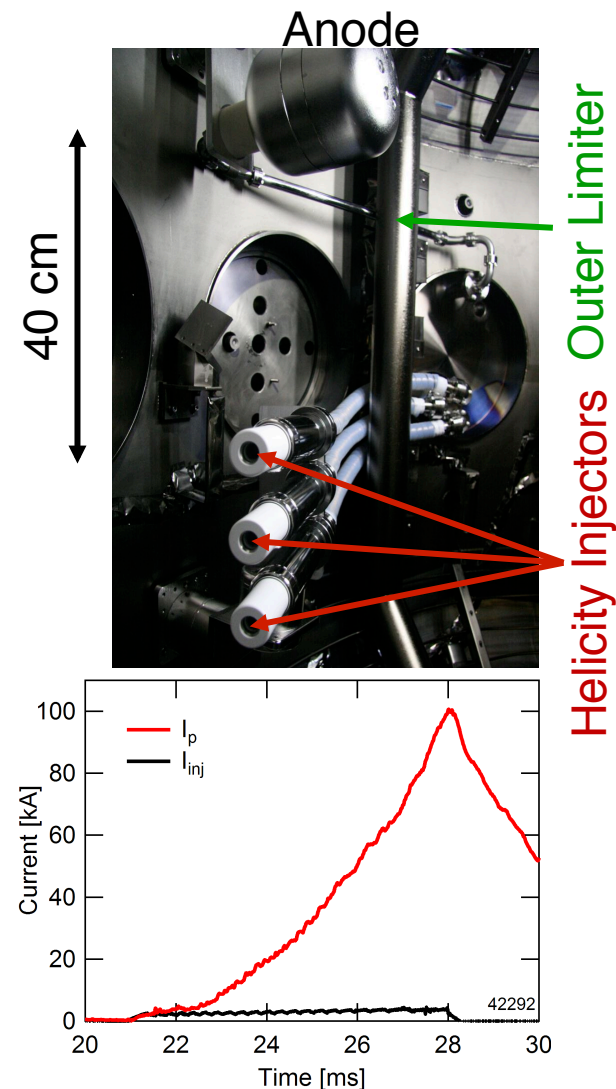 Anode
40 cm
Outer Limiter
Helicity Injectors
100
80
60
40
20
0
Current [kA]
I_p
I_inj
42292
20
22
24
26
28
30
Time [ms]